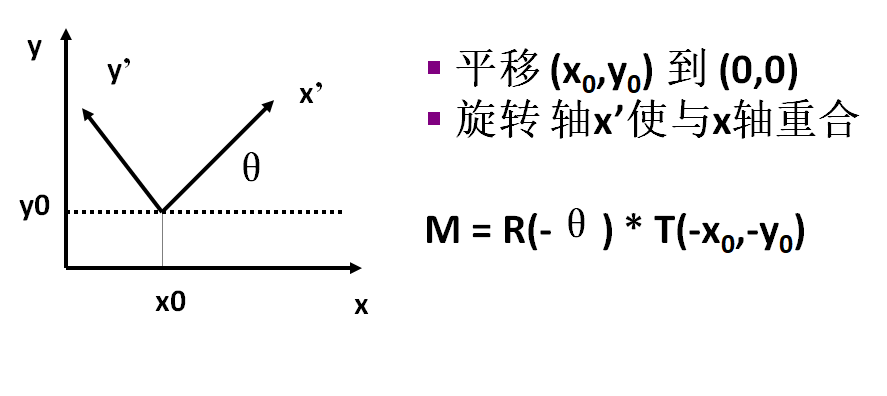 y
y’
x’
θ
y0
x0
x
▪ 平移 (x₀,y₀) 到 (0,0)
▪ 旋转 轴x’使与x轴重合
M = R(- θ ) * T(-x₀,-y₀)